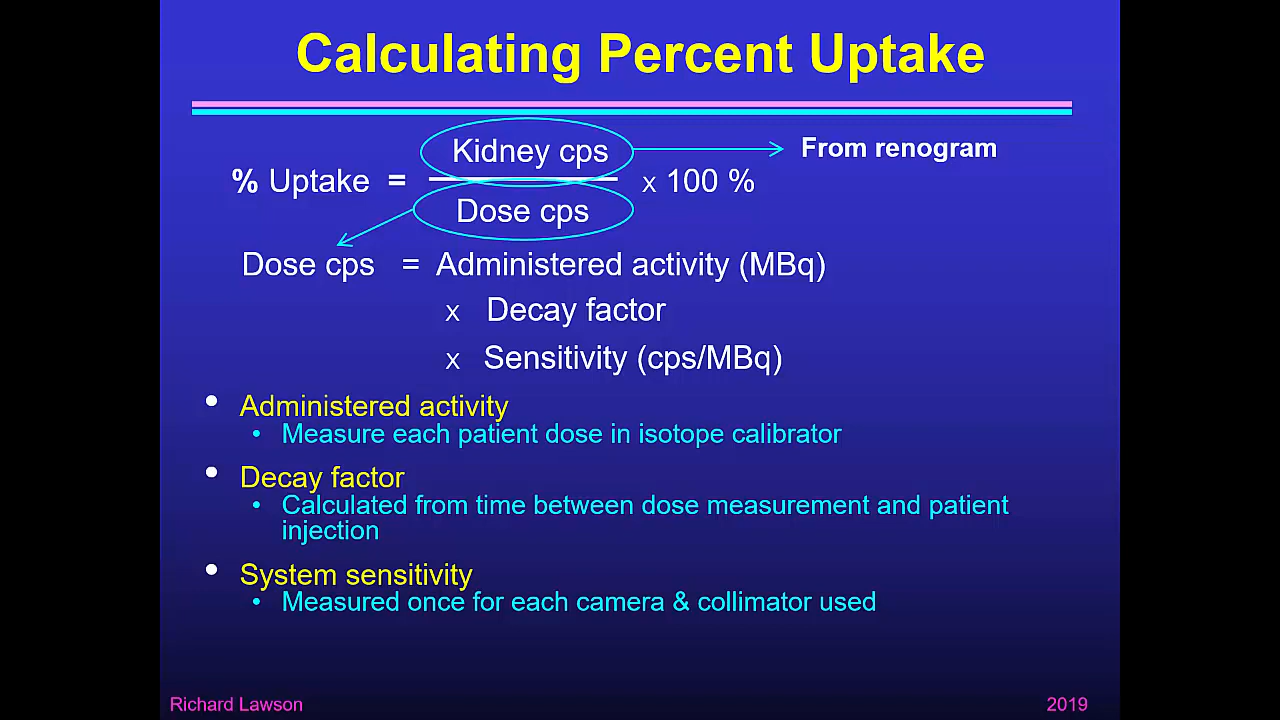 Calculating Percent Uptake
Kidney cps
From renogram
% Uptake = x 100 %
Dose cps
Dose cps = Administered activity (MBq)
x Decay factor
x Sensitivity (cps/MBq)
• Administered activity
• Measure each patient dose in isotope calibrator
• Decay factor
• Calculated from time between dose measurement and patient
injection
• System sensitivity
• Measured once for each camera & collimator used
Richard Lawson
2019